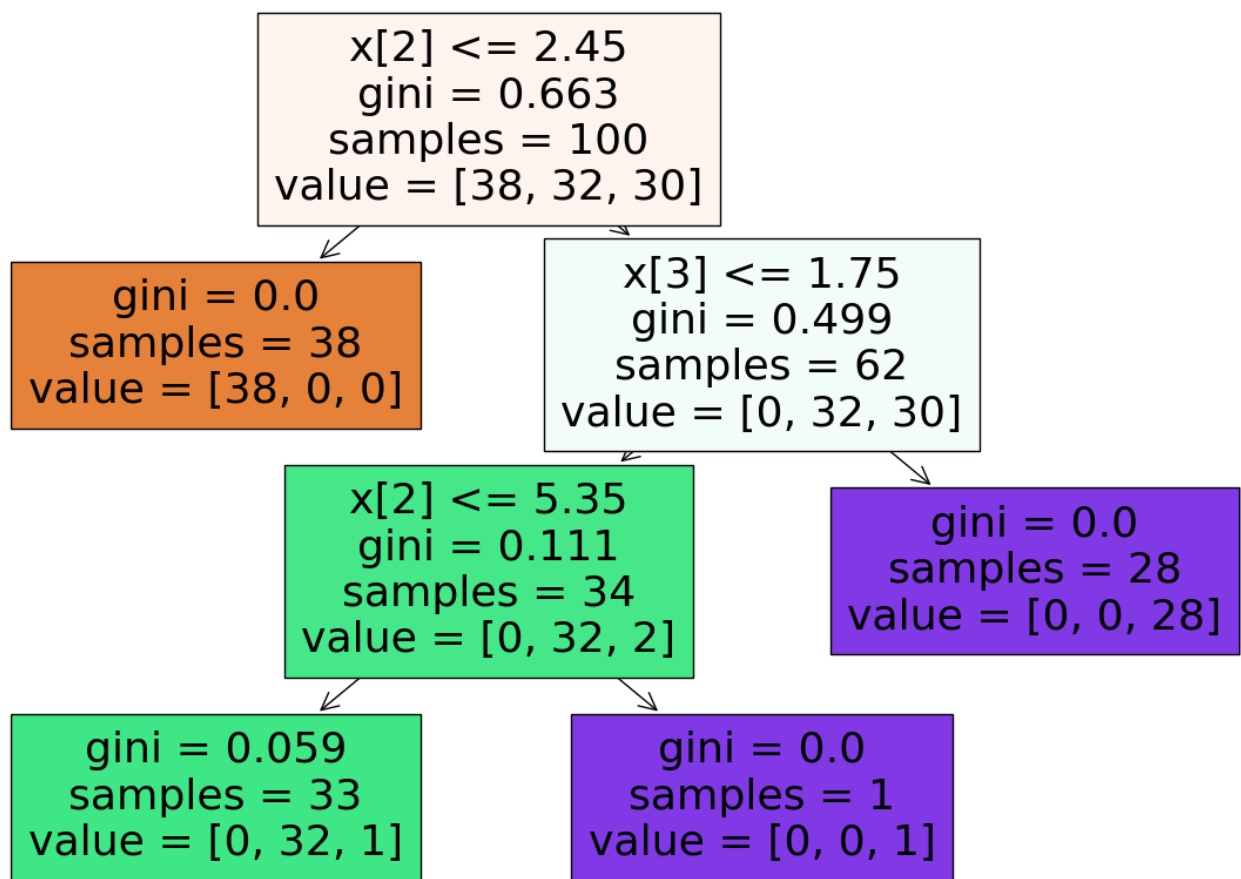 x[2] <= 2.45
gini = 0.663
samples = 100
value = [38, 32, 30]
gini = 0.0
samples = 38
value = [38, 0, 0]
x[3] <= 1.75
gini = 0.499
samples = 62
value = [0, 32, 30]
x[2] <= 5.35
gini = 0.111
samples = 34
value = [0, 32, 2]
gini = 0.0
samples = 28
value = [0, 0, 28]
gini = 0.059
samples = 33
value = [0, 32, 1]
gini = 0.0
samples = 1
value = [0, 0, 1]